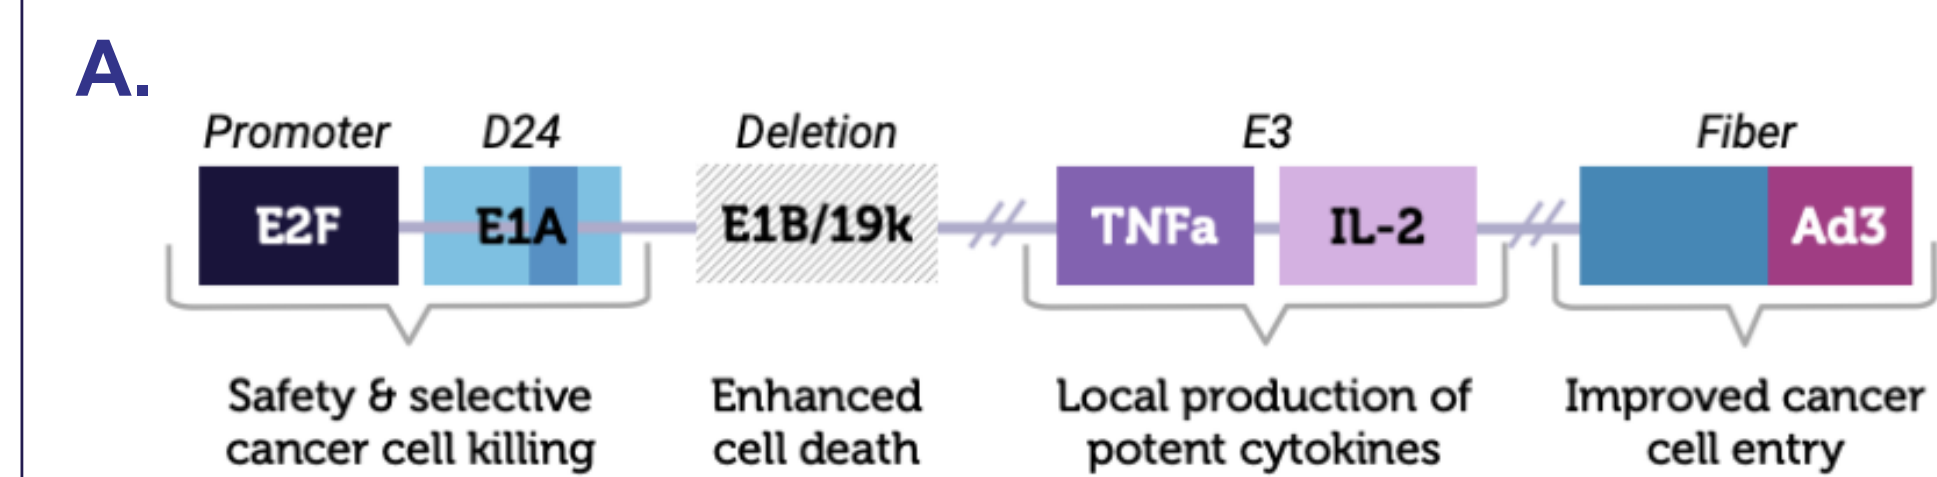 A.
Promoter D24 Deletion E3 Fiber
E2F E1A E1B/19k TNFa IL-2 Ad3
Safety & selective
cancer cell killing
Enhanced
cell death
Local production of
potent cytokines
Improved cancer
cell entry